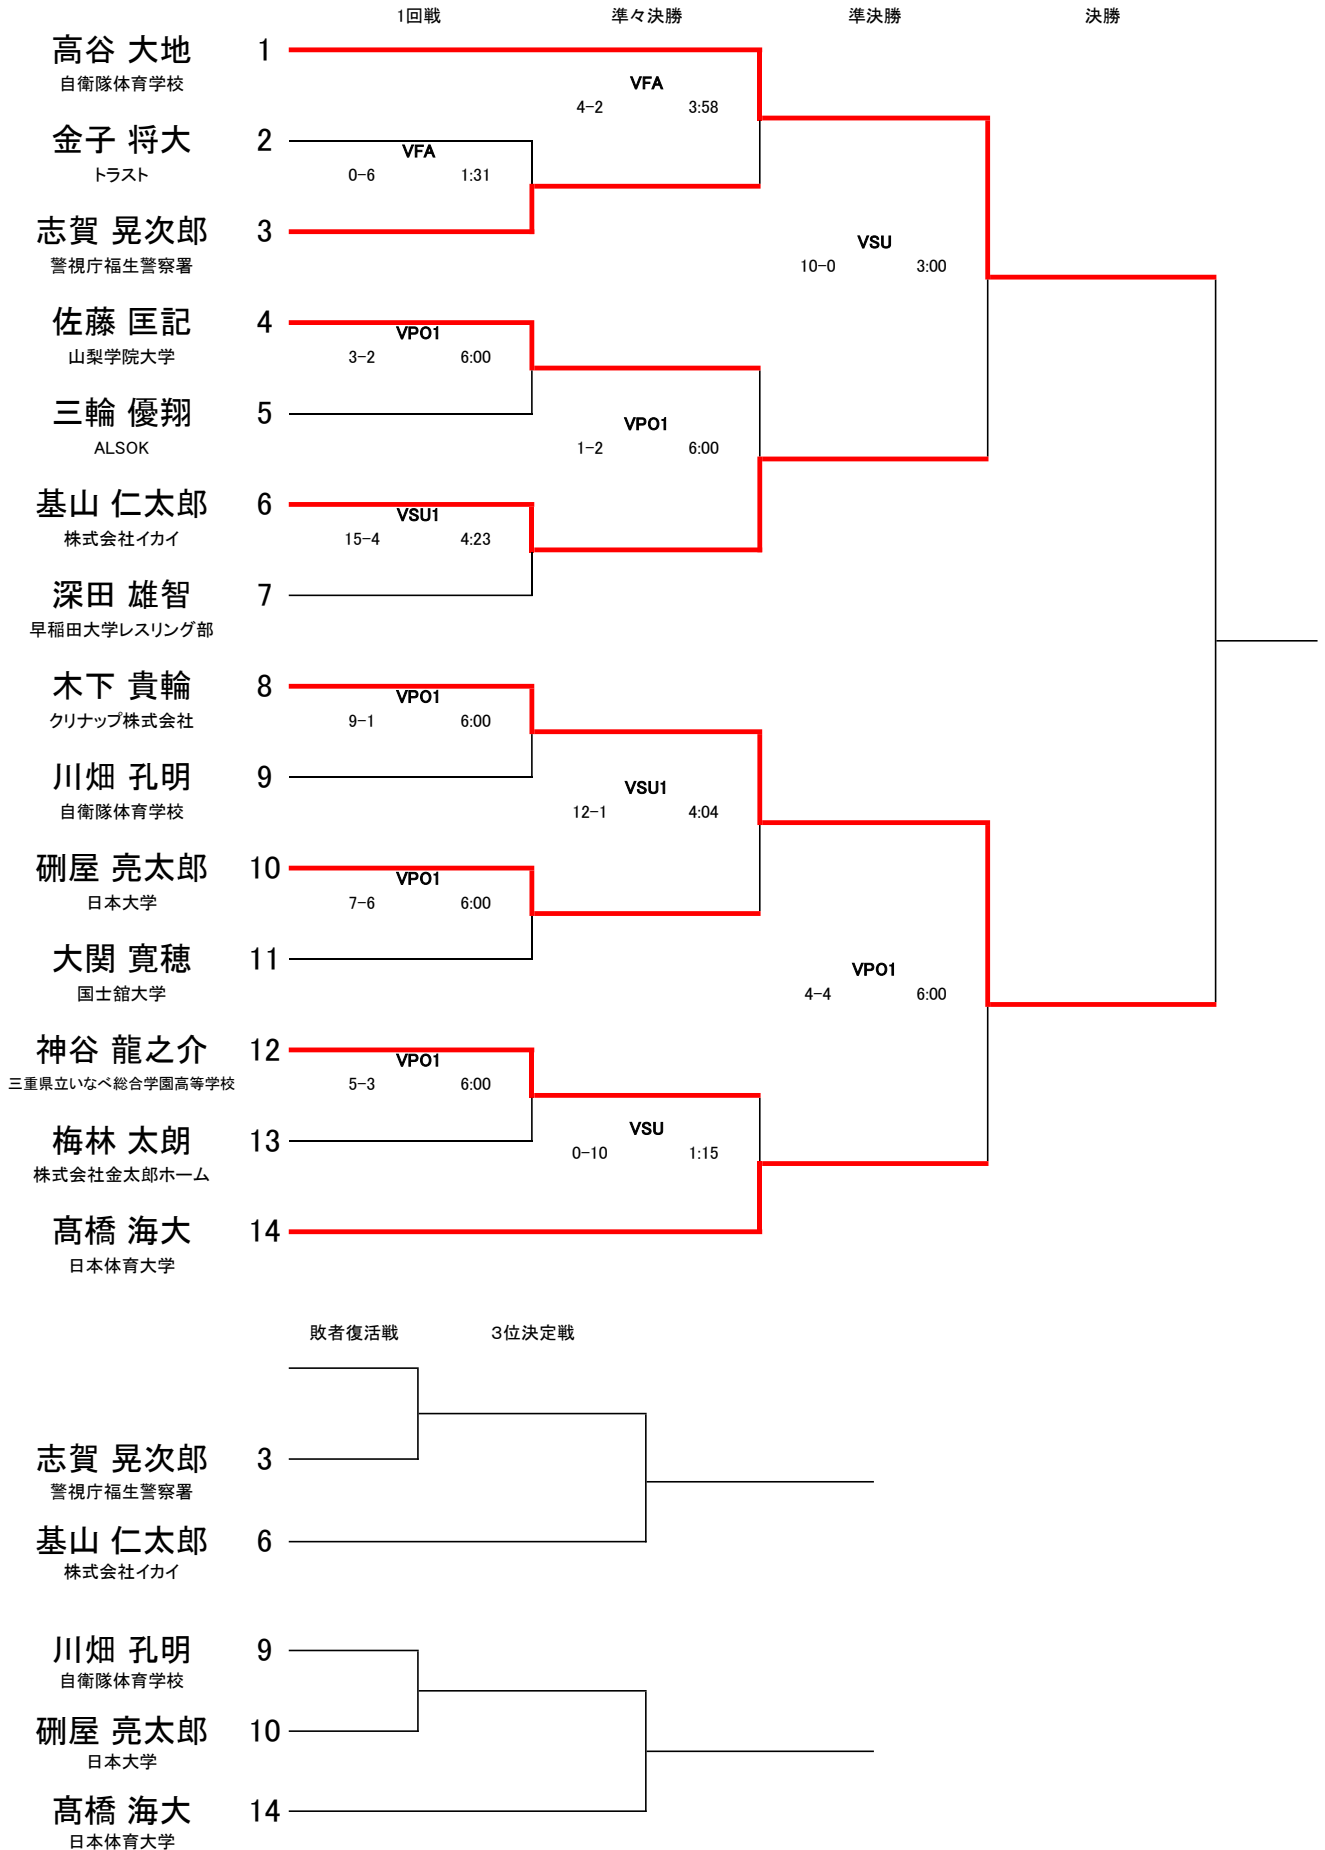 1回戦 準々決勝 準決勝 決勝
高谷 大地 1
自衛隊体育学校
VFA
4-2 3:58
金子 将大 2
トラスト
VFA
0-6 1:31
志賀 晃次郎 3
警視庁福生警察署
VSU
10-0 3:00
佐藤 匡記 4
山梨学院大学
VPO1
3-2 6:00
三輪 優翔 5
ALSOK
VPO1
1-2 6:00
基山 仁太郎 6
株式会社イカイ
VSU1
15-4 4:23
深田 雄智 7
早稲田大学レスリング部
木下 貴輪 8
クリナップ株式会社
VPO1
9-1 6:00
川畑 孔明 9
自衛隊体育学校
VSU1
12-1 4:04
硎屋 亮太郎 10
日本大学
VPO1
7-6 6:00
大関 寛穂 11
国士舘大学
VPO1
4-4 6:00
神谷 龍之介 12
三重県立いなべ総合学園高等学校
VPO1
5-3 6:00
梅林 太朗 13
株式会社金太郎ホーム
VSU
0-10 1:15
髙橋 海大 14
日本体育大学
敗者復活戦 3位決定戦
志賀 晃次郎 3
警視庁福生警察署
基山 仁太郎 6
株式会社イカイ
川畑 孔明 9
自衛隊体育学校
硎屋 亮太郎 10
日本大学
髙橋 海大 14
日本体育大学